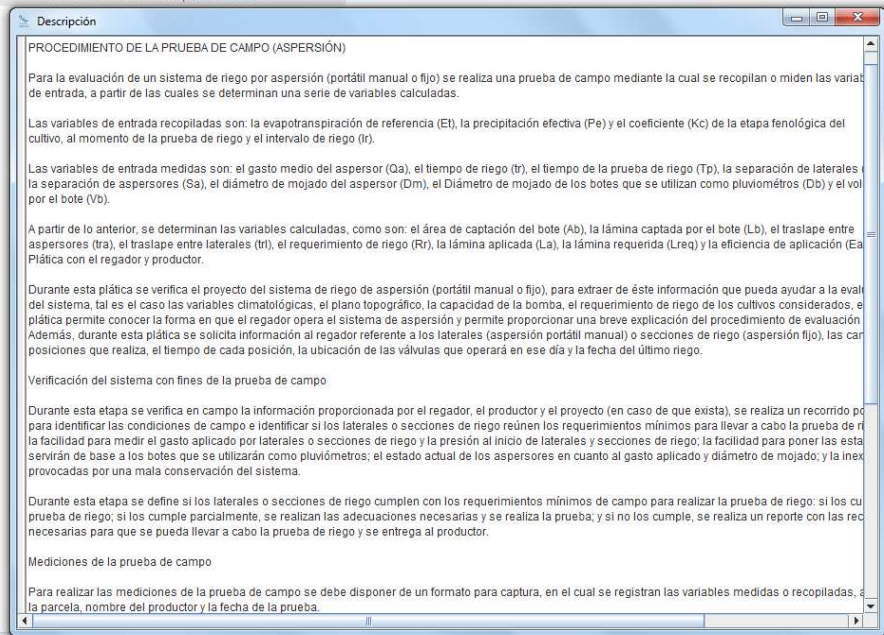 Descripción
PROCEDIMIENTO DE LA PRUEBA DE CAMPO (ASPERSIÓN)
Para la evaluación de un sistema de riego por aspersión (portátil manual o fijo) se realiza una prueba de campo mediante la cual se recopilan o miden las variab
de entrada, a partir de las cuales se determinan una serie de variables calculadas.
Las variables de entrada recopiladas son: la evapotranspiración de referencia (Et), la precipitación efectiva (Pe) y el coeficiente (Kc) de la etapa fenológica del
cultivo, al momento de la prueba de riego y el intervalo de riego (Ir).
Las variables de entrada medidas son: el gasto medio del aspersor (Qa), el tiempo de riego (tr), el tiempo de la prueba de riego (Tp), la separación de laterales (
la separación de aspersores (Sa), el diámetro de mojado del aspersor (Dm), el Diámetro de mojado de los botes que se utilizan como pluviométros (Db) y el vol
por el bote (Vb).
A partir de lo anterior, se determinan las variables calculadas, como son: el área de captación del bote (Ab), la lámina captada por el bote (Lb), el traslape entre
aspersores (tra), el traslape entre laterales (trl), el requerimiento de riego (Rr), la lámina aplicada (La), la lámina requerida (Lreq) y la eficiencia de aplicación (Ea
Plática con el regador y productor.
Durante esta plática se verifica el proyecto del sistema de riego de aspersión (portátil manual o fijo), para extraer de éste información que pueda ayudar a la evalu
del sistema, tal es el caso las variables climatológicas, el plano topográfico, la capacidad de la bomba, el requerimiento de riego de los cultivos considerados, e
plática permite conocer la forma en que el regador opera el sistema de aspersión y permite proporcionar una breve explicación del procedimiento de evaluación
Además, durante esta plática se solicita información al regador referente a los laterales (aspersión portátil manual) o secciones de riego (aspersión fijo), las can
posiciones que realiza, el tiempo de cada posición, la ubicación de las válvulas que operará en ese día y la fecha del último riego.
Verificación del sistema con fines de la prueba de campo
Durante esta etapa se verifica en campo la información proporcionada por el regador, el productor y el proyecto (en caso de que exista), se realiza un recorrido po
para identificar las condiciones de campo e identificar si los laterales o secciones de riego reúnen los requerimientos mínimos para llevar a cabo la prueba de ri
la facilidad para medir el gasto aplicado por laterales o secciones de riego y la presión al inicio de laterales y secciones de riego; la facilidad para poner las esta
servirán de base a los botes que se utilizarán como pluviómetros; el estado actual de los aspersores en cuanto al gasto aplicado y diámetro de mojado; y la inex
provocadas por una mala conservación del sistema.
Durante esta etapa se define si los laterales o secciones de riego cumplen con los requerimientos mínimos de campo para realizar la prueba de riego: si los cu
prueba de riego; si los cumple parcialmente, se realizan las adecuaciones necesarias y se realiza la prueba; y si no los cumple, se realiza un reporte con las rec
necesarias para que se pueda llevar a cabo la prueba de riego y se entrega al productor.
Mediciones de la prueba de campo
Para realizar las mediciones de la prueba de campo se debe disponer de un formato para captura, en el cual se registran las variables medidas o recopiladas, a
la parcela, nombre del productor y la fecha de la prueba.